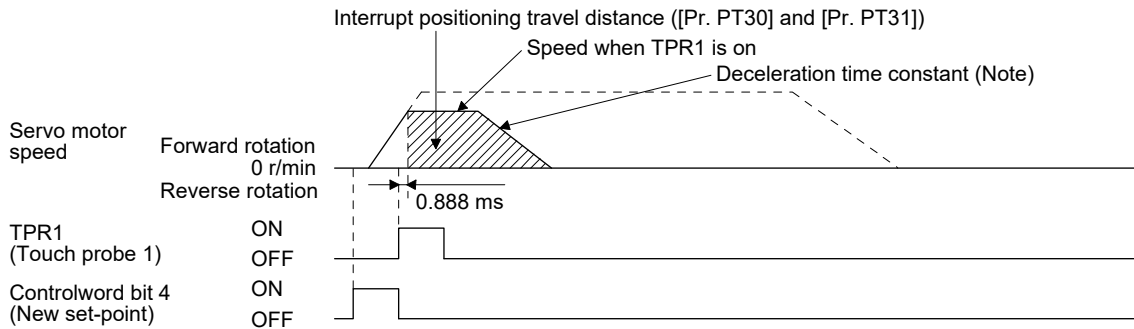 Interrupt positioning travel distance ([Pr. PT30] and [Pr. PT31])
Speed when TPR1 is on
Deceleration time constant (Note)
Servo motor
speed
Forward rotation
0 r/min
Reverse rotation
0.888 ms
TPR1
(Touch probe 1)
ON
OFF
Controlword bit 4
(New set-point)
ON
OFF